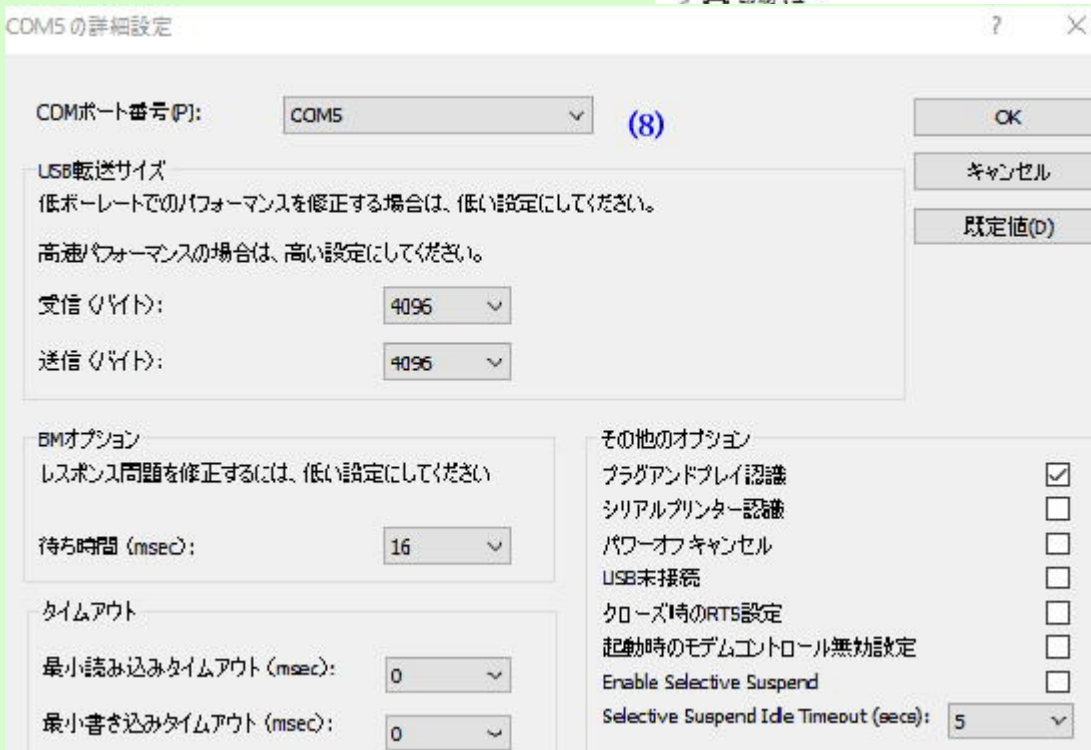 COM5 の詳細設定
COMポート番号(P):
COM5
(8)
OK
キャンセル
既定値(D)
USB転送サイズ
低ボーレートでのパフォーマンスを修正する場合は、低い設定にしてください。
高速パフォーマンスの場合は、高い設定にしてください。
受信 (バイト):
4096
送信 (バイト):
4096
BMオプション
レスポンス問題を修正するには、低い設定にしてください
待ち時間 (msec):
16
タイムアウト
最小読み込みタイムアウト (msec):
0
最小書き込みタイムアウト (msec):
0
その他のオプション
プラグアンドプレイ認識
シリアルプリンター認識
パワーオフ キャンセル
USB未接続
クローズ時のRTS設定
起動時のモデムコントロール無効設定
Enable Selective Suspend
Selective Suspend Idle Timeout (secs):
5